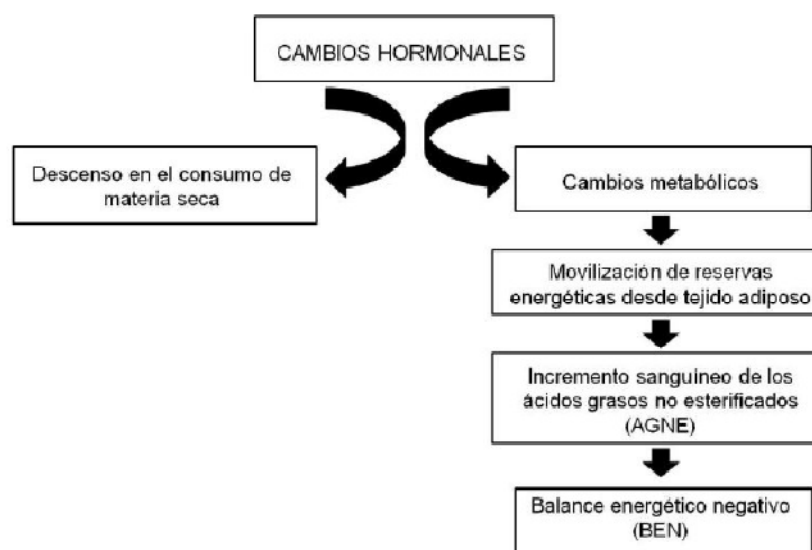 CAMBIOS HORMONALES
Descenso en el consumo de
materia seca
Cambios metabólicos
Movilización de reservas
energéticas desde tejido adiposo
Incremento sanguineo de los
ácidos grasos no esterificados
(AGNE)
Balance energético negativo
(BEN)